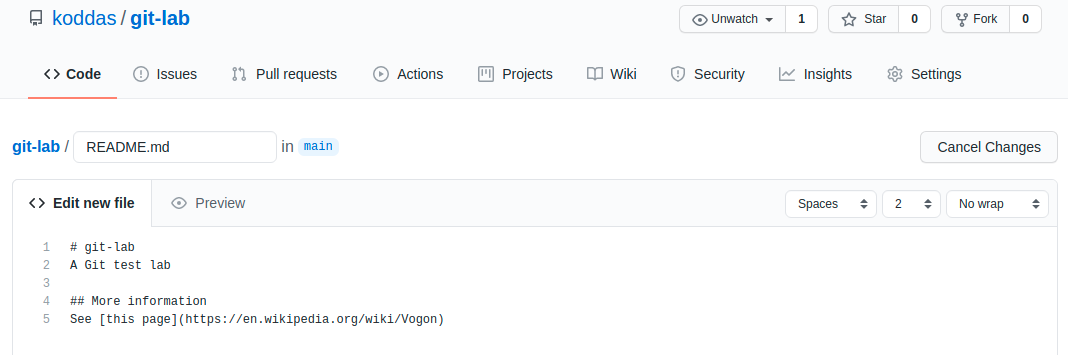 koddas / git-lab
Unwatch 1 Star 0 Fork 0
Code Issues Pull requests Actions Projects Wiki Security Insights Settings
git-lab / README.md in main Cancel Changes
Edit new file Preview Spaces 2 No wrap
1 # git-lab
2 A Git test lab
3
4 ## More information
5 See [this page](https://en.wikipedia.org/wiki/Vogon)